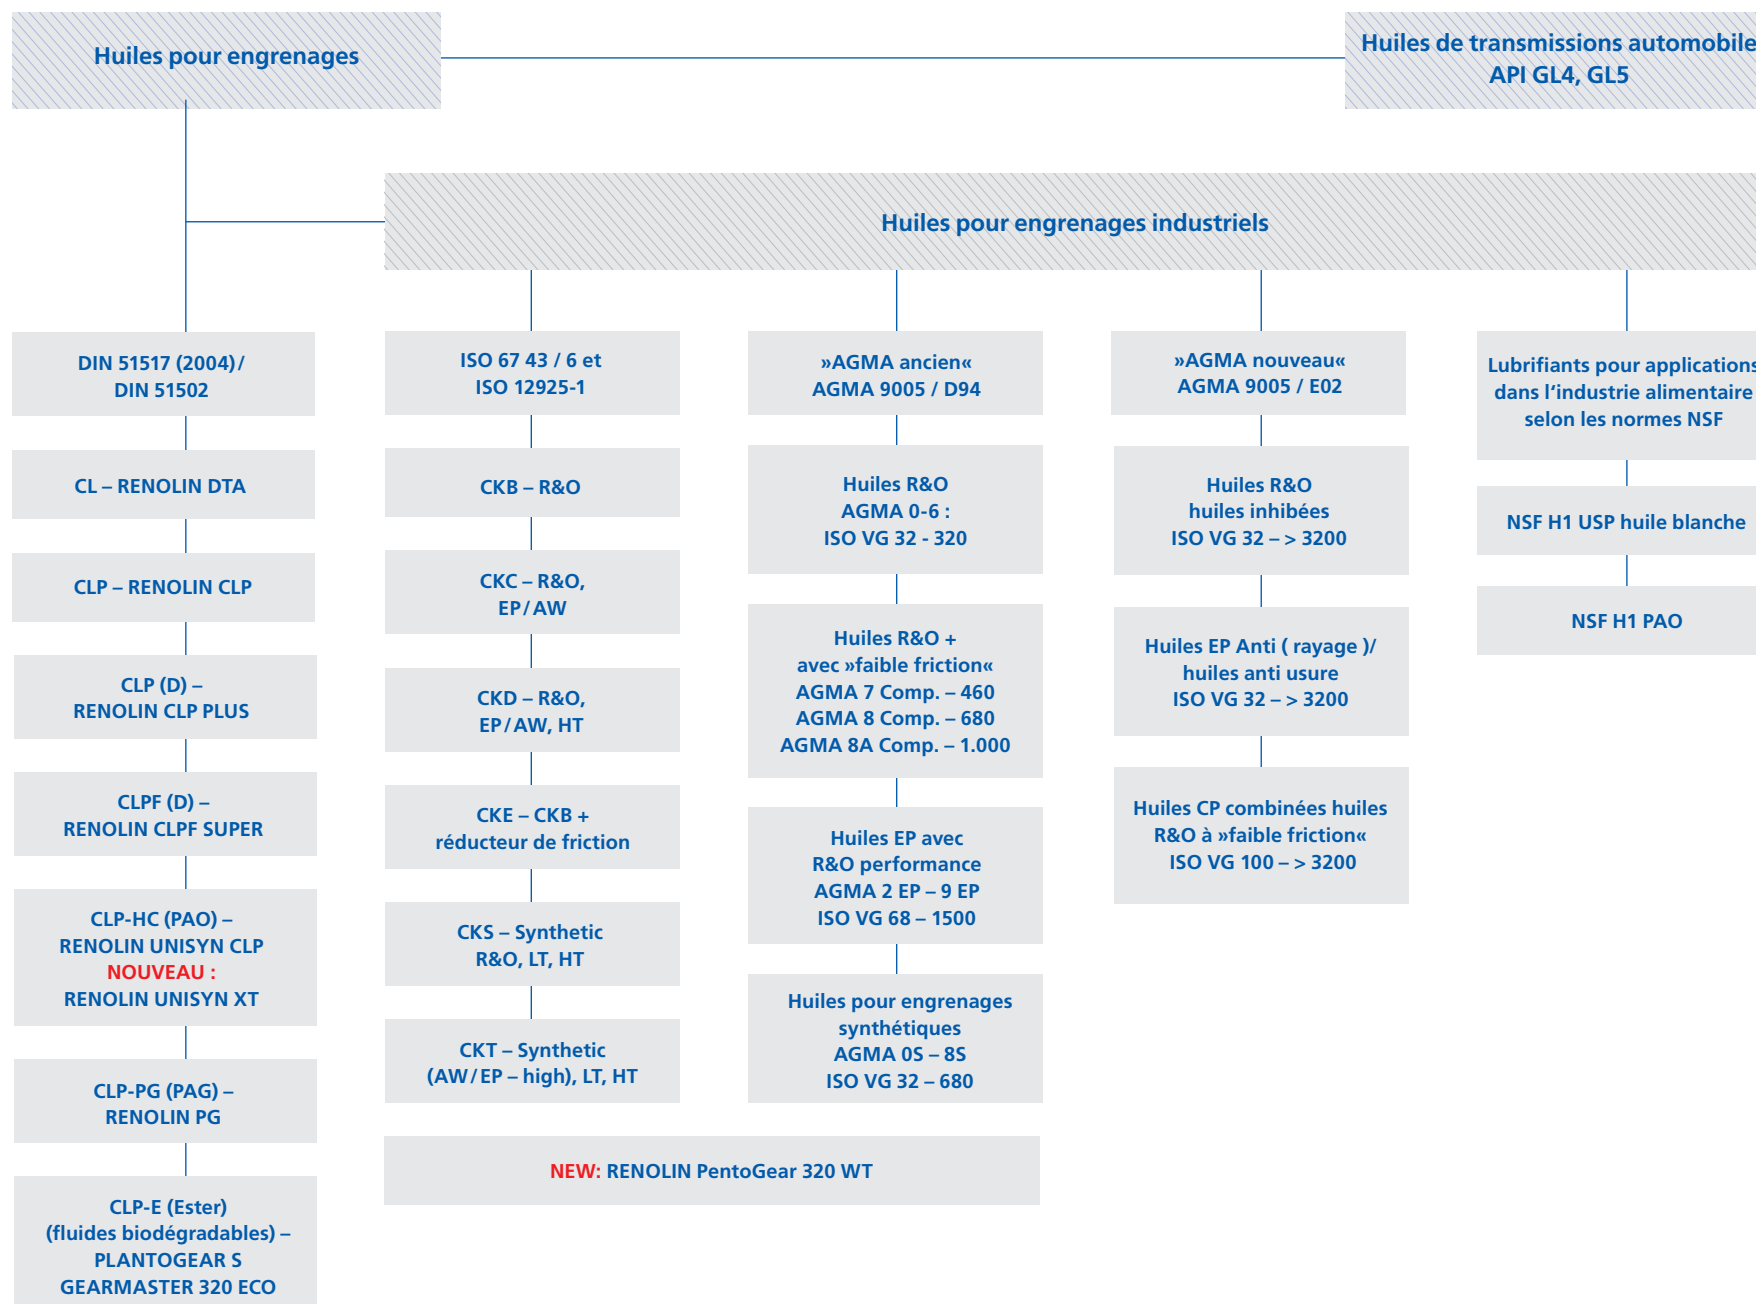 Huiles pour engrenages
Huiles de transmissions automobile
API GL4, GL5
Huiles pour engrenages industriels
DIN 51517 (2004) /
DIN 51502
CL – RENOLIN DTA
CLP – RENOLIN CLP
CLP (D) –
RENOLIN CLP PLUS
CLPF (D) –
RENOLIN CLPF SUPER
CLP-HC (PAO) –
RENOLIN UNISYN CLP
NOUVEAU :
RENOLIN UNISYN XT
CLP-PG (PAG) –
RENOLIN PG
CLP-E (Ester)
(fluides biodégradables) –
PLANTOGEAR S
GEARMASTER 320 ECO
ISO 67 43 / 6 et
ISO 12925-1
CKB – R&O
CKC – R&O,
EP / AW
CKD – R&O,
EP / AW, HT
CKE – CKB +
réducteur de friction
CKS – Synthetic
R&O, LT, HT
CKT – Synthetic
(AW / EP – high), LT, HT
»AGMA ancien«
AGMA 9005 / D94
Huiles R&O
AGMA 0-6 :
ISO VG 32 - 320
Huiles R&O +
avec »faible friction«
AGMA 7 Comp. – 460
AGMA 8 Comp. – 680
AGMA 8A Comp. – 1.000
Huiles EP avec
R&O performance
AGMA 2 EP – 9 EP
ISO VG 68 – 1500
Huiles pour engrenages
synthétiques
AGMA 0S – 8S
ISO VG 32 – 680
NEW: RENOLIN PentoGear 320 WT
»AGMA nouveau«
AGMA 9005 / E02
Huiles R&O
huiles inhibées
ISO VG 32 – > 3200
Huiles EP Anti ( rayage )/
huiles anti usure
ISO VG 32 – > 3200
Huiles CP combinées huiles
R&O à »faible friction«
ISO VG 100 – > 3200
Lubrifiants pour applications
dans l‘industrie alimentaire
selon les normes NSF
NSF H1 USP huile blanche
NSF H1 PAO